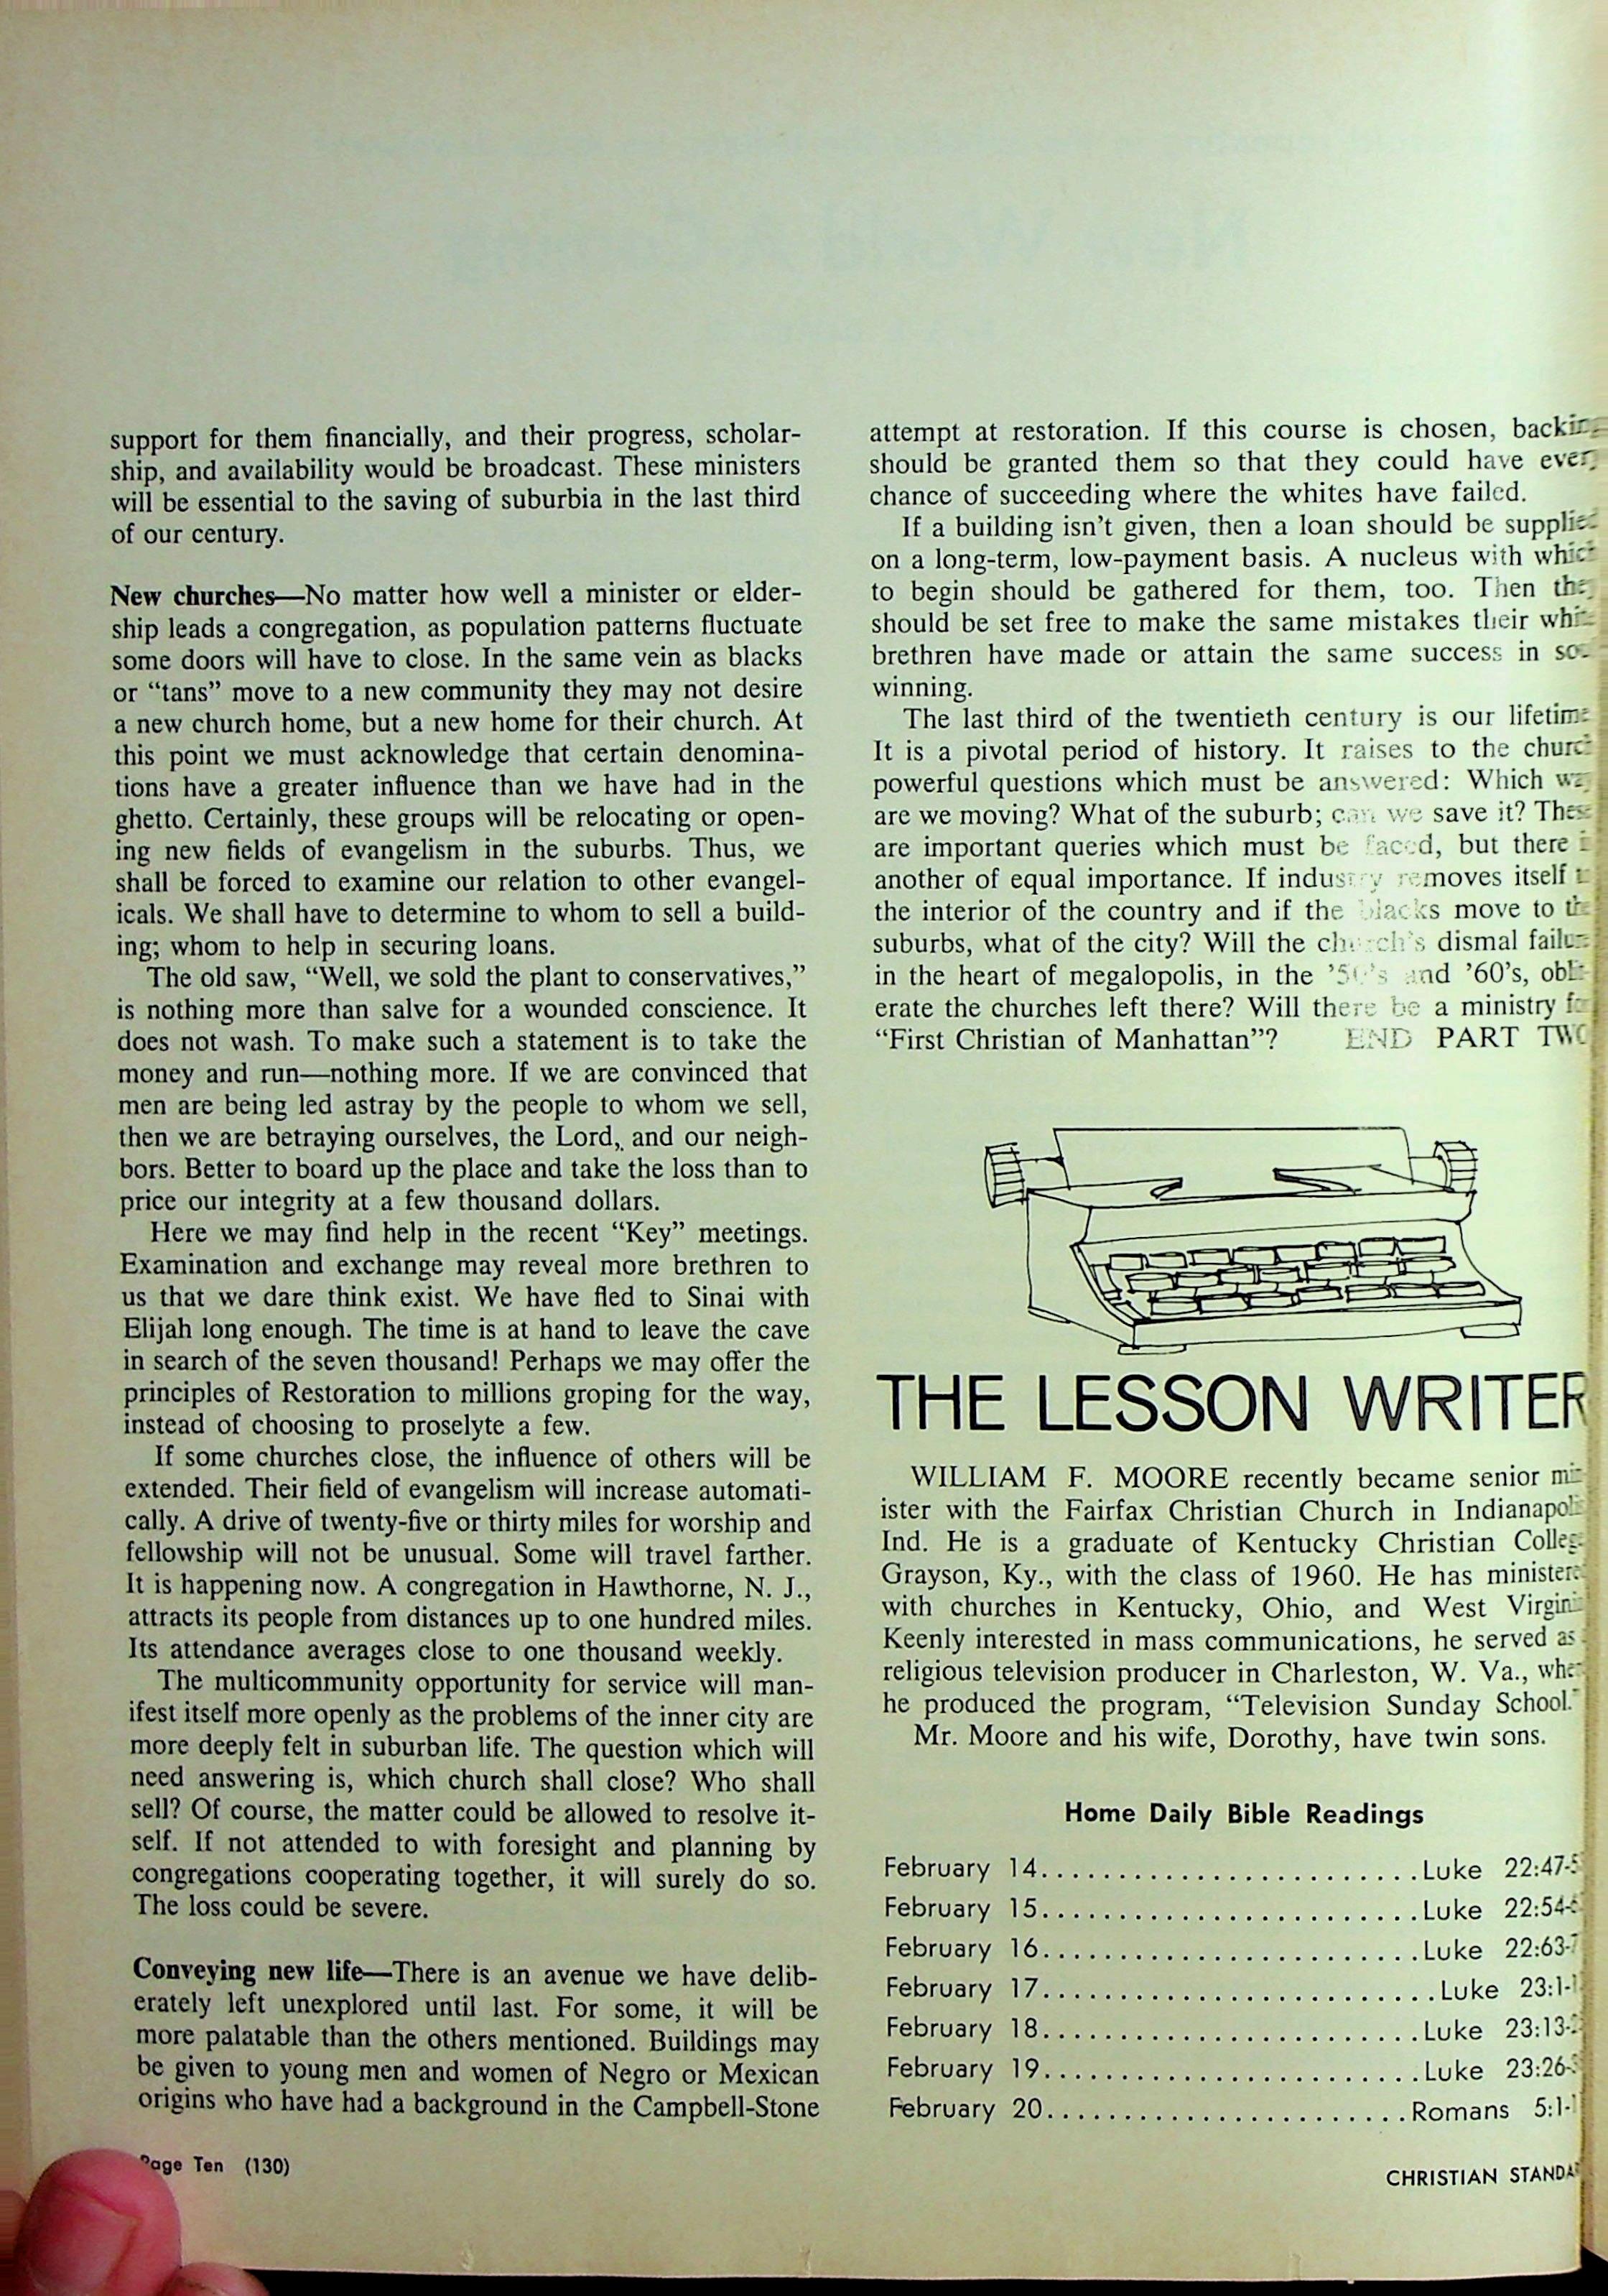 support for them financially, and their progress, scholar-
ship, and availability would be broadcast. These ministers
will be essential to the saving of suburbia in the last third
of our century.
New churches—No matter how well a minister or elder-
ship leads a congregation, as population patterns fluctuate
some doors will have to close. In the same vein as blacks
or “tans” move to a new community they may not desire
a new church home, but a new home for their church. At
this point we must acknowledge that certain denomina-
tions have a greater influence than we have had in the
ghetto. Certainly, these groups will be relocating or open-
ing new fields of evangelism in the suburbs. Thus, we
shall be forced to examine our relation to other evangel-
icals. We shall have to determine to whom to sell a build-
ing; whom to help in securing loans.
The old saw, “Well, we sold the plant to conservatives,”
is nothing more than salve for a wounded conscience. It
does not wash. To make such a statement is to take the
money and run—nothing more. If we are convinced that
men are being led astray by the people to whom we sell,
then we are betraying ourselves, the Lord, and our neigh-
bors. Better to board up the place and take the loss than to
price our integrity at a few thousand dollars.
Here we may find help in the recent “Key” meetings.
Examination and exchange may reveal more brethren to
us that we dare think exist. We have fled to Sinai with
Elijah long enough. The time is at hand to leave the cave
in search of the seven thousand! Perhaps we may offer the
principles of Restoration to millions groping for the way,
instead of choosing to proselyte a few.
If some churches close, the influence of others will be
extended. Their field of evangelism will increase automati-
cally. A drive of twenty-five or thirty miles for worship and
fellowship will not be unusual. Some will travel farther.
It is happening now. A congregation in Hawthorne, N. J.,
attracts its people from distances up to one hundred miles.
Its attendance averages close to one thousand weekly.
The multicommunity opportunity for service will man-
ifest itself more openly as the problems of the inner city are
more deeply felt in suburban life. The question which will
need answering is, which church shall close? Who shall
sell? Of course, the matter could be allowed to resolve it-
self. If not attended to with foresight and planning by
congregations cooperating together, it will surely do so.
The loss could be severe.
Conveying new life—There is an avenue we have delib-
erately left unexplored until last. For some, it will be
more palatable than the others mentioned. Buildings may
be given to young men and women of Negro or Mexican
origins who have had a background in the Campbell-Stone
attempt at restoration. If this course is chosen,
should be granted them so that they could have
chance of succeeding where the whites have failed.
If a building isn't given, then a loan should be
on a long-term, low-payment basis. A nucleus with
to begin should be gathered for them, too. Then
should be set free to make the same mistakes their
brethren have made or attain the same success in
winning.
The last third of the twentieth century is our
It is a pivotal period of history. It raises to the
powerful questions which must be answered: Which
are we moving? What of the suburb; can we save it?
are important queries which must be faced, but there
another of equal importance. If industry removes itself
the interior of the country and if the blacks move to
suburbs, what of the city? Will the church's dismal
in the heart of megalopolis, in the '50's and '60's,
erate the churches left there? Will there be a ministry
“First Christian of Manhattan”? END PART
THE LESSON WRITER
WILLIAM F. MOORE recently became senior
ister with the Fairfax Christian Church in
Ind. He is a graduate of Kentucky Christian
Grayson, Ky., with the class of 1960. He has
with churches in Kentucky, Ohio, and West
Keenly interested in mass communications, he served as
religious television producer in Charleston, W. Va.,
he produced the program, “Television Sunday School.”
Mr. Moore and his wife, Dorothy, have twin sons.
Home Daily Bible Readings
February 14........................Luke 22:47-
February 15........................Luke 22:54-
February 16........................Luke 22:63-
February 17.........................Luke 23:1-
February 18........................Luke 23:13-
February 19........................Luke 23:26-
February 20.......................Romans 5:1-
Page Ten (130)
CHRISTIAN